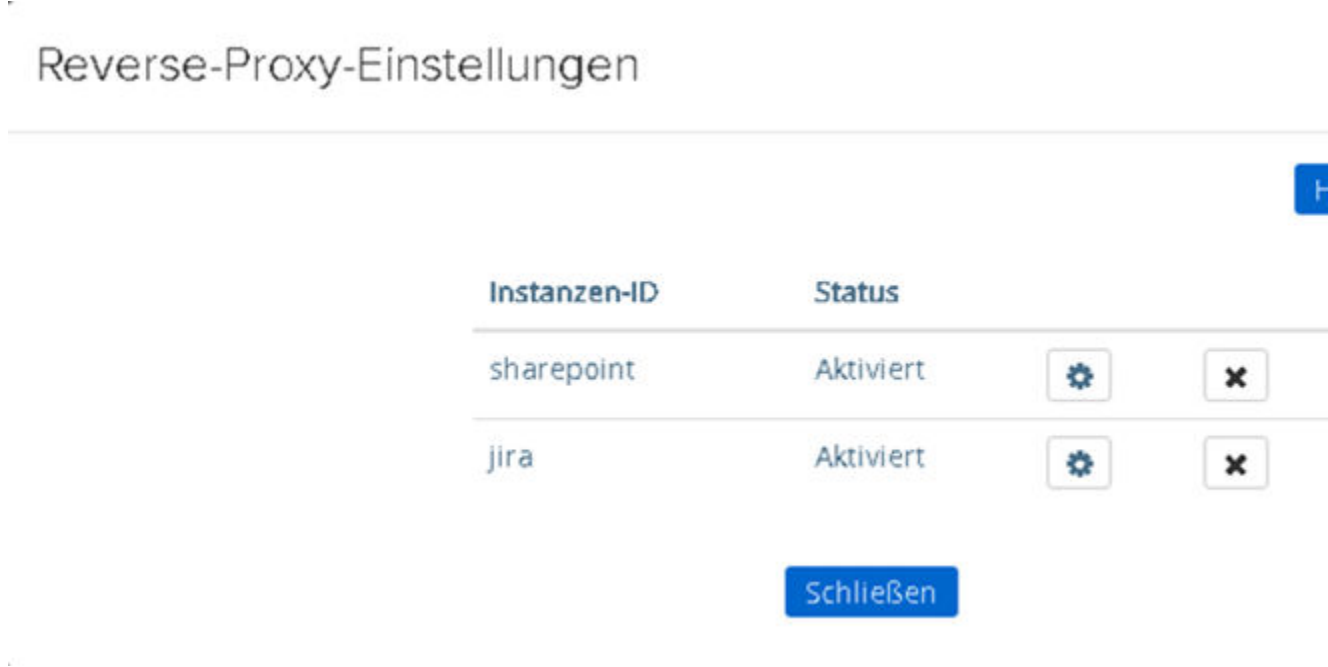 Reverse-Proxy-Einstellungen
Instanzen-ID Status
sharepoint Aktiviert
jira Aktiviert
Schließen